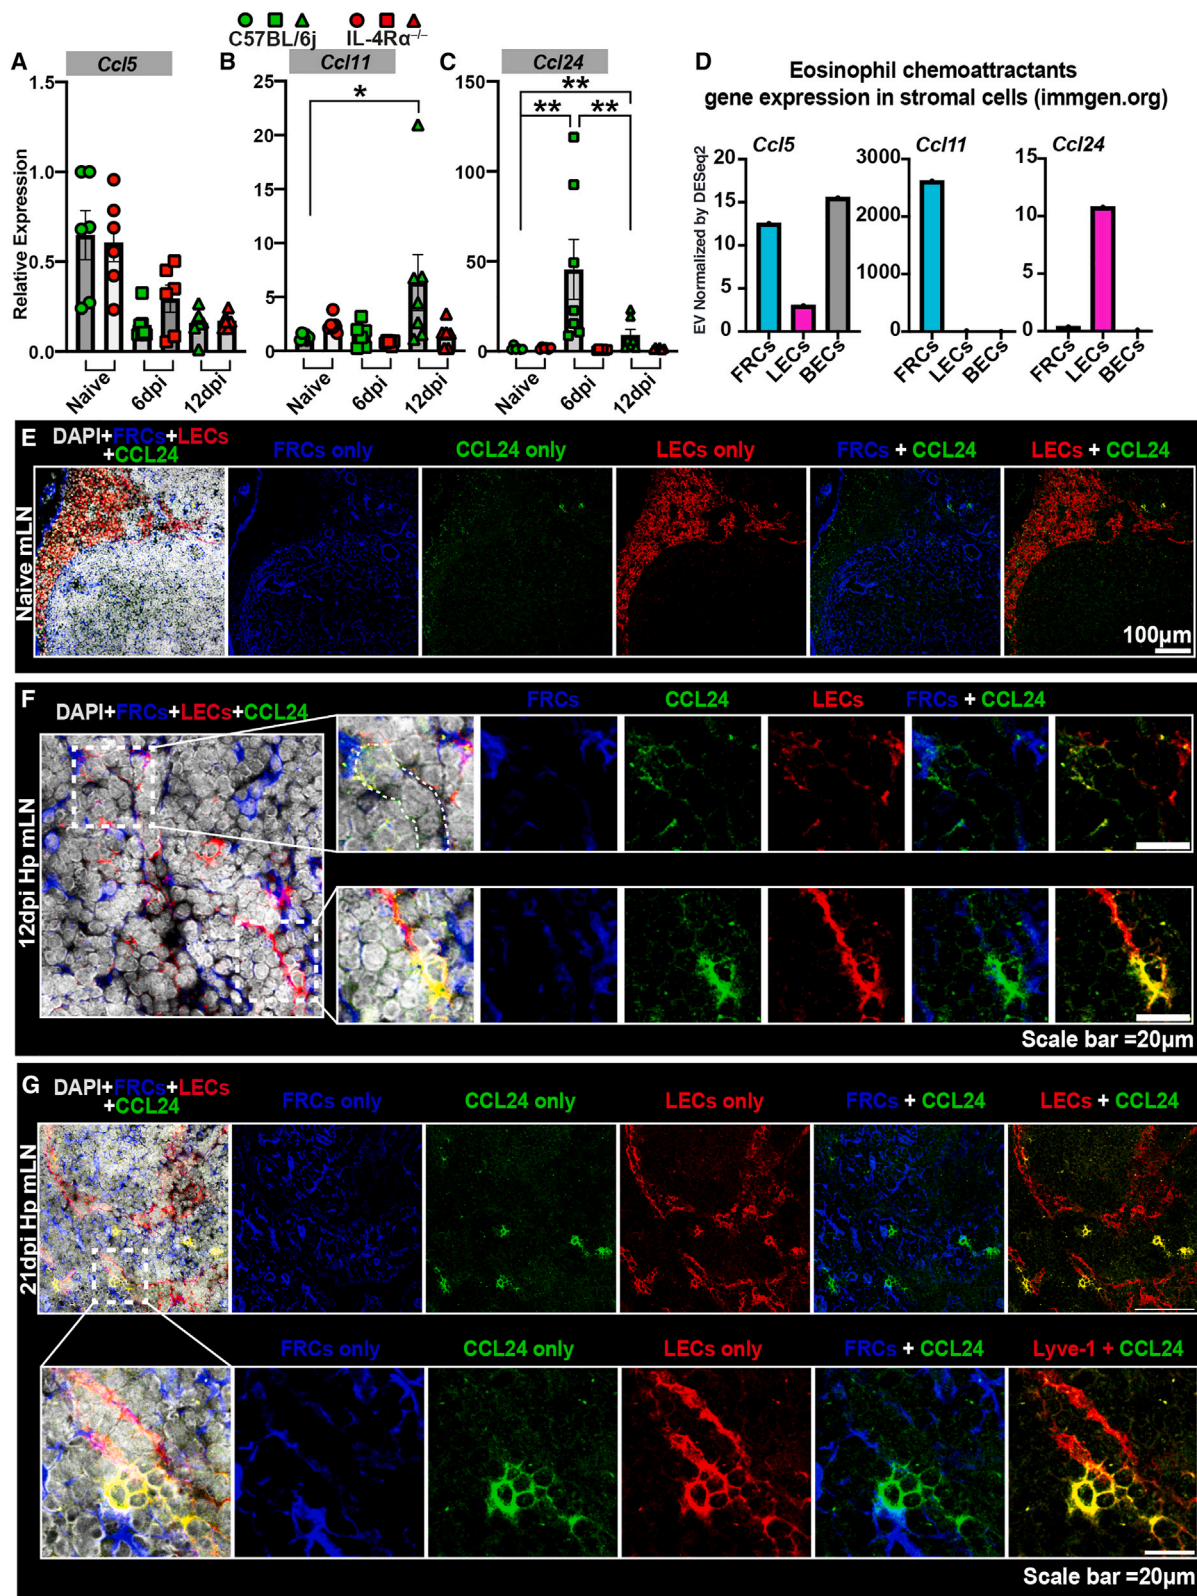 C57BL/6j IL-4Rα⁻/⁻
A Ccl5
B Ccl11
C Ccl24
D Eosinophil chemoattractants
gene expression in stromal cells (immgen.org)
Relative Expression
1.5
1.0
0.5
0.0
Naive 6dpi 12dpi
25
20
15
10
5
0
*
Naive 6dpi 12dpi
150
100
50
0
**
** **
Naive 6dpi 12dpi
EV Normalized by DESeq2
Ccl5
20
15
10
5
0
FRCs LECs BECs
Ccl11
3000
2000
1000
0
FRCs LECs BECs
Ccl24
15
10
5
0
FRCs LECs BECs
E
Naive mLN
DAPI+FRCs+LECs
+CCL24
FRCs only CCL24 only LECs only FRCs + CCL24 LECs + CCL24
100µm
F
12dpi Hp mLN
DAPI+FRCs+LECs+CCL24
FRCs CCL24 LECs FRCs + CCL24
Scale bar =20µm
G
21dpi Hp mLN
DAPI+FRCs+LECs
+CCL24
FRCs only CCL24 only LECs only FRCs + CCL24 LECs + CCL24
FRCs only CCL24 only LECs only FRCs + CCL24 Lyve-1 + CCL24
Scale bar =20µm